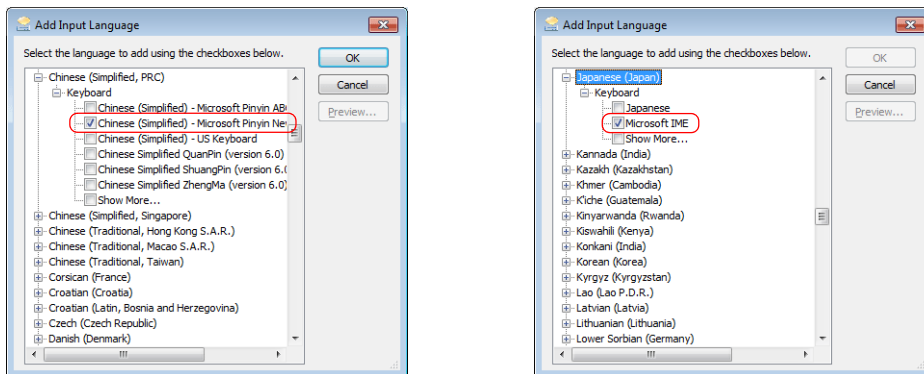 Add Input Language
Select the language to add using the checkboxes below.
Chinese (Simplified, PRC)
Keyboard
Chinese (Simplified) - Microsoft Pinyin AB
Chinese (Simplified) - Microsoft Pinyin Ne
Chinese (Simplified) - US Keyboard
Chinese Simplified QuanPin (version 6.0)
Chinese Simplified ShuangPin (version 6.
Chinese Simplified ZhengMa (version 6.0)
Show More...
Chinese (Simplified, Singapore)
Chinese (Traditional, Hong Kong S.A.R.)
Chinese (Traditional, Macao S.A.R.)
Chinese (Traditional, Taiwan)
Corsican (France)
Croatian (Croatia)
Croatian (Latin, Bosnia and Herzegovina)
Czech (Czech Republic)
Danish (Denmark)
OK
Cancel
Preview...
Add Input Language
Select the language to add using the checkboxes below.
Japanese (Japan)
Keyboard
Japanese
Microsoft IME
Show More...
Kannada (India)
Kazakh (Kazakhstan)
Khmer (Cambodia)
K'iche (Guatemala)
Kinyarwanda (Rwanda)
Kiswahili (Kenya)
Konkani (India)
Korean (Korea)
Kyrgyz (Kyrgyzstan)
Lao (Lao P.D.R.)
Latvian (Latvia)
Lithuanian (Lithuania)
Lower Sorbian (Germany)
OK
Cancel
Preview...